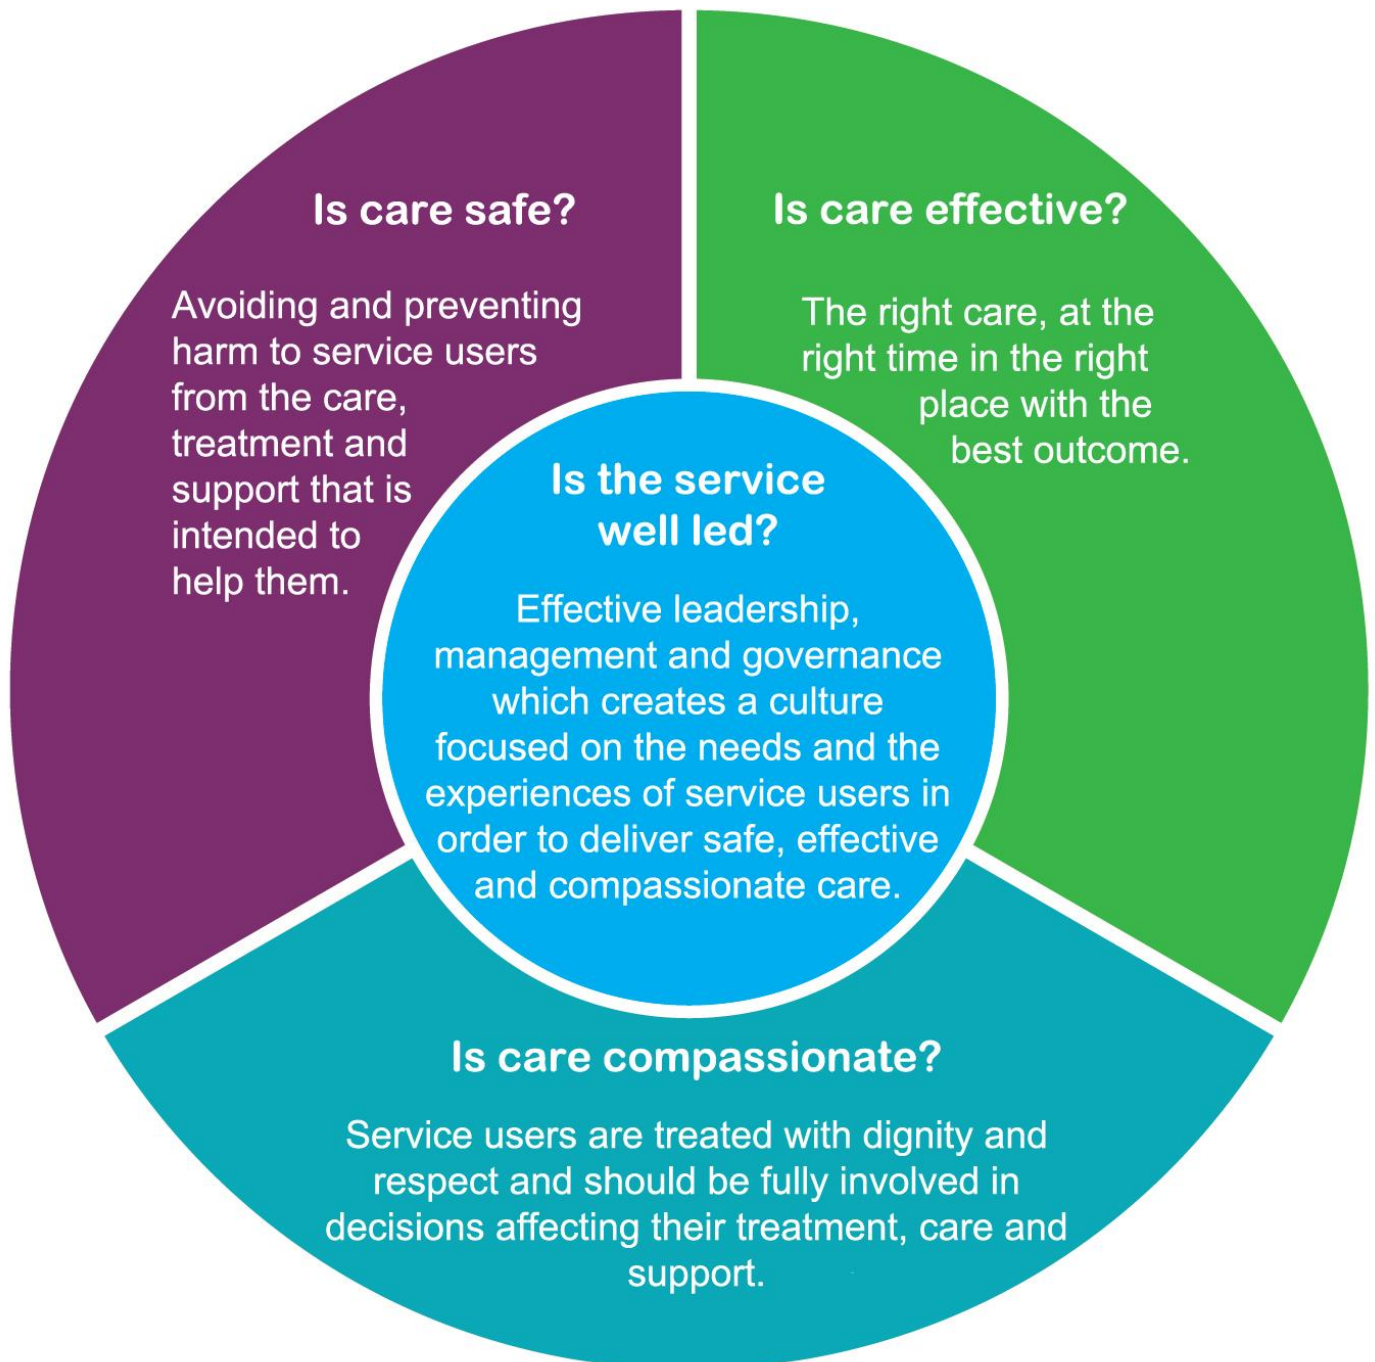 Is care safe?
Avoiding and preventing
harm to service users
from the care,
treatment and
support that is
intended to
help them.
Is care effective?
The right care, at the
right time in the right
place with the
best outcome.
Is the service
well led?
Effective leadership,
management and governance
which creates a culture
focused on the needs and the
experiences of service users in
order to deliver safe, effective
and compassionate care.
Is care compassionate?
Service users are treated with dignity and
respect and should be fully involved in
decisions affecting their treatment, care and
support.